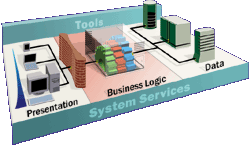 Tools
Presentation
Business Logic
Data
System Services